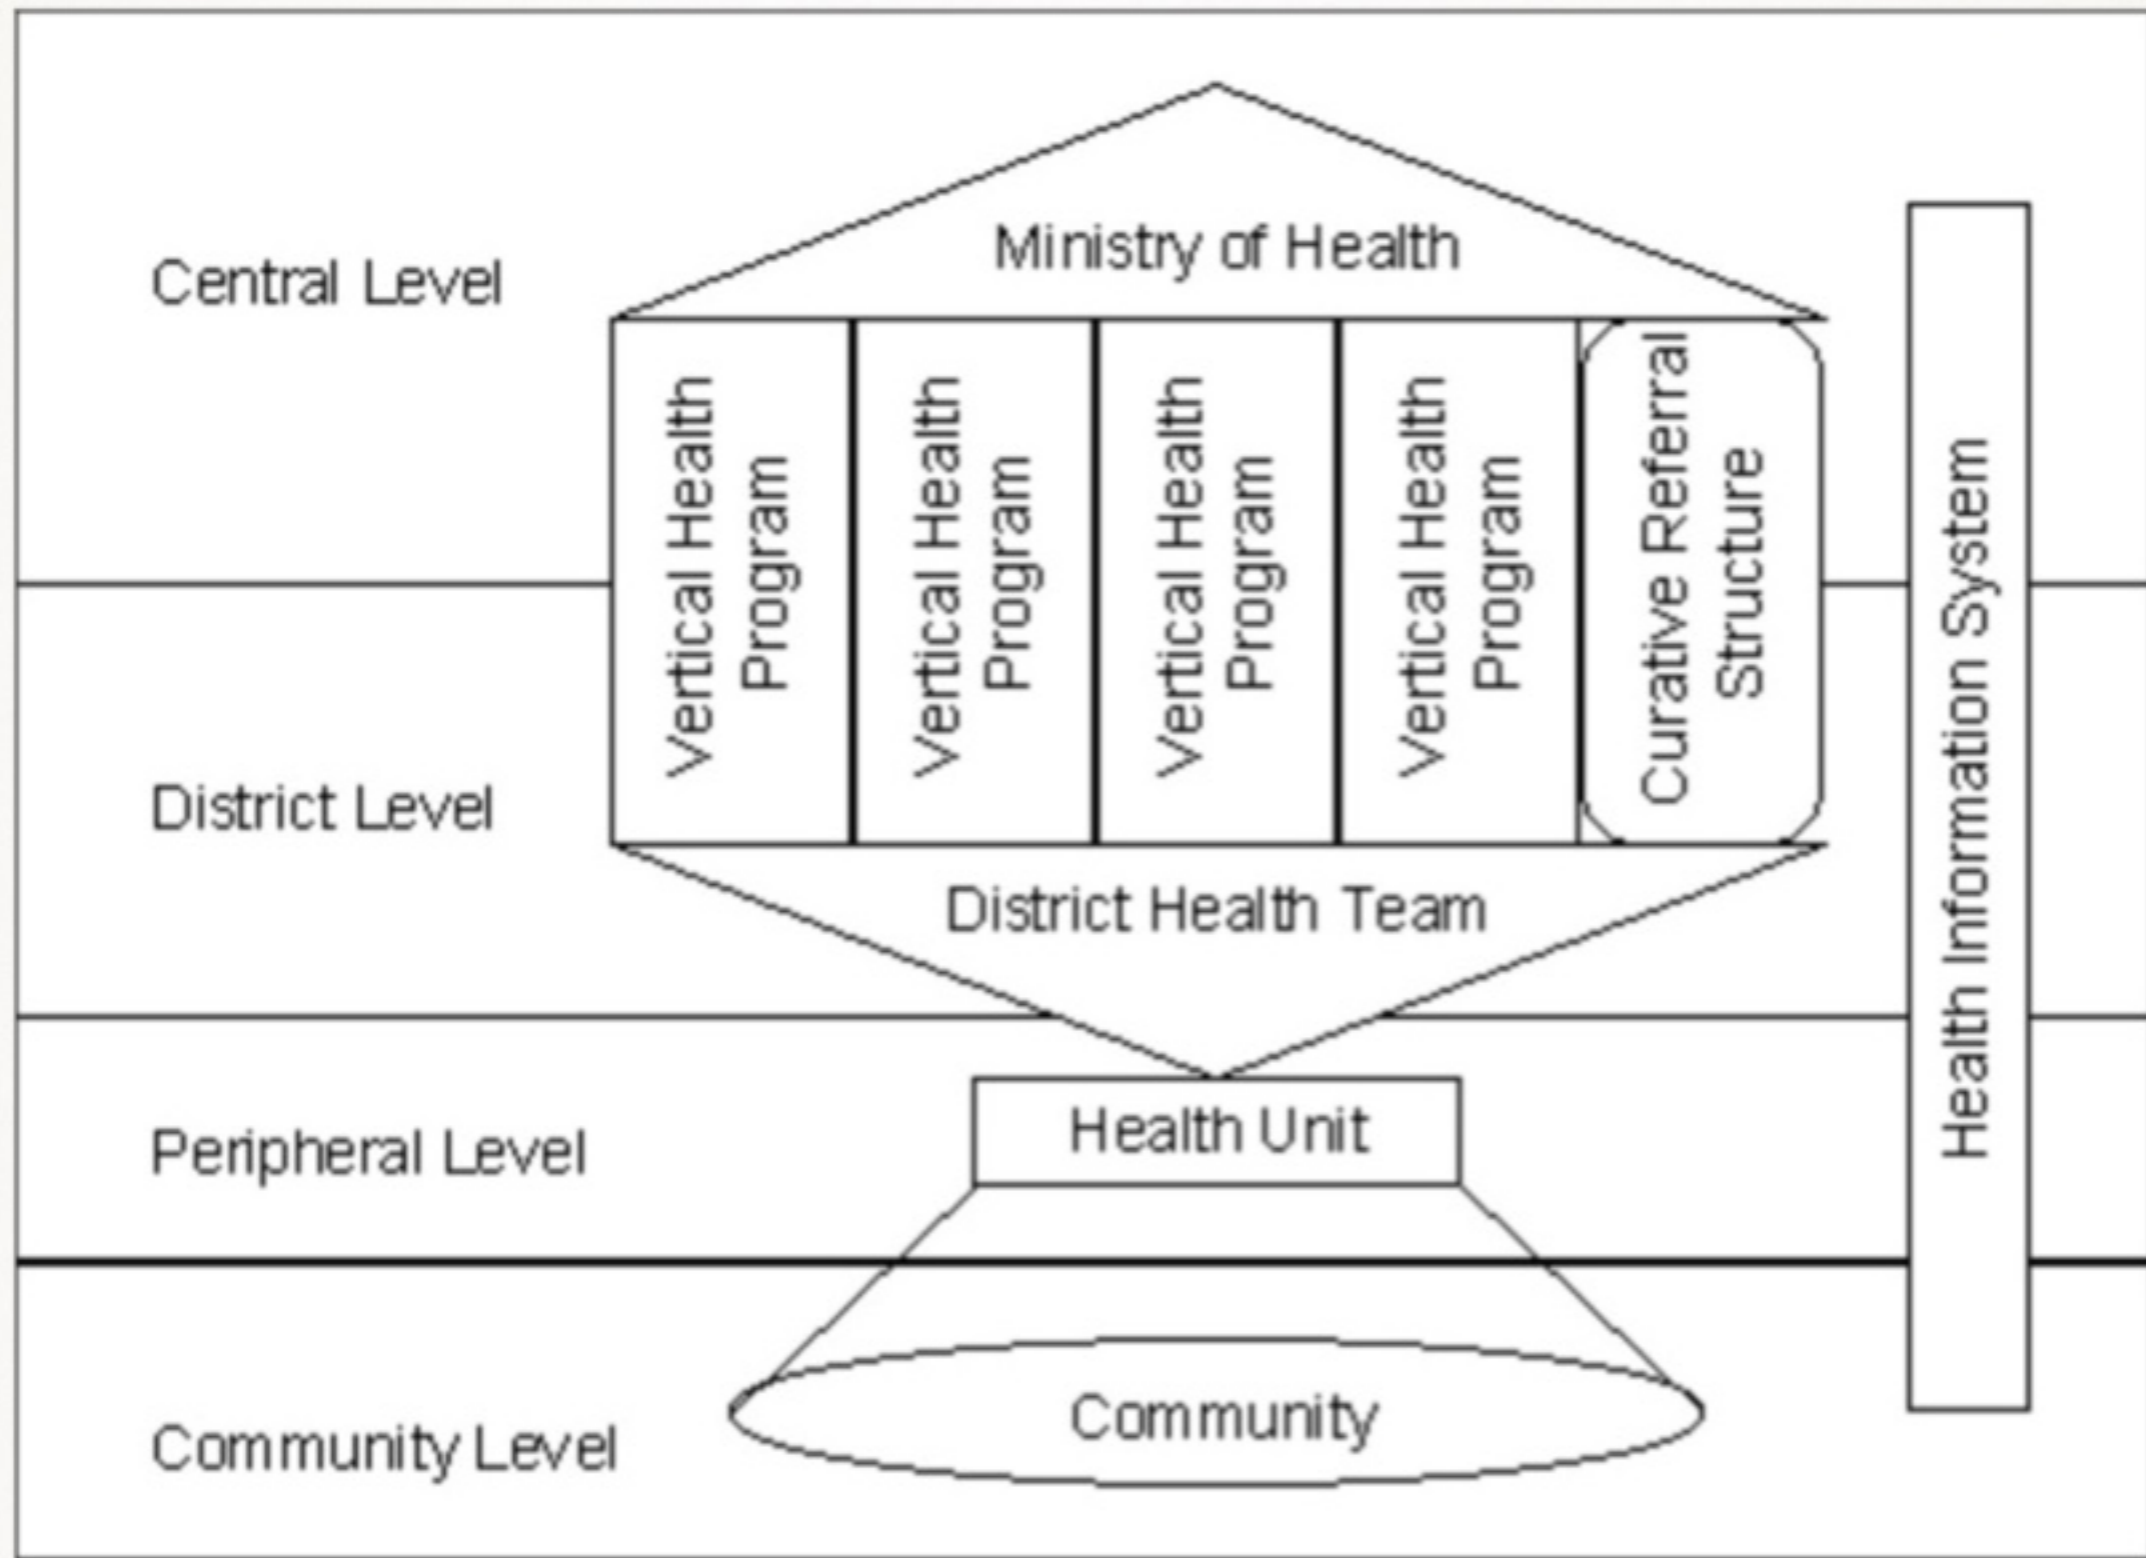 Ministry of Health
Central Level
Vertical Health
Program
Vertical Health
Program
Vertical Health
Program
Vertical Health
Program
Curative Referral
Structure
Health Information System
District Level
District Health Team
Health Unit
Peripheral Level
Community
Community Level